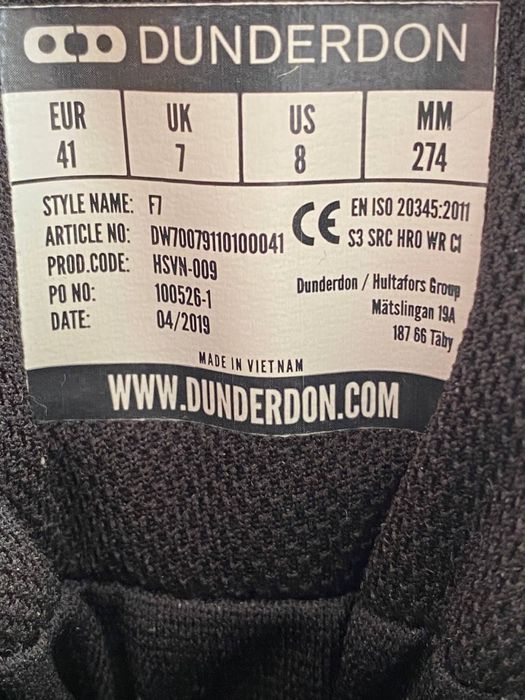 DUNDERDON
EUR UK US MM
41 7 8 274
STYLE NAME: F7
ARTICLE NO: DW70079110100041
PROD.CODE: HSVN-009
PO NO: 100526-1
DATE: 04/2019
CE EN ISO 20345:2011
S3 SRC HRO WR CI
Dunderdon / Hultafors Group
Mätslingan 19A
187 66 Täby
MADE IN VIETNAM
WWW.DUNDERDON.COM